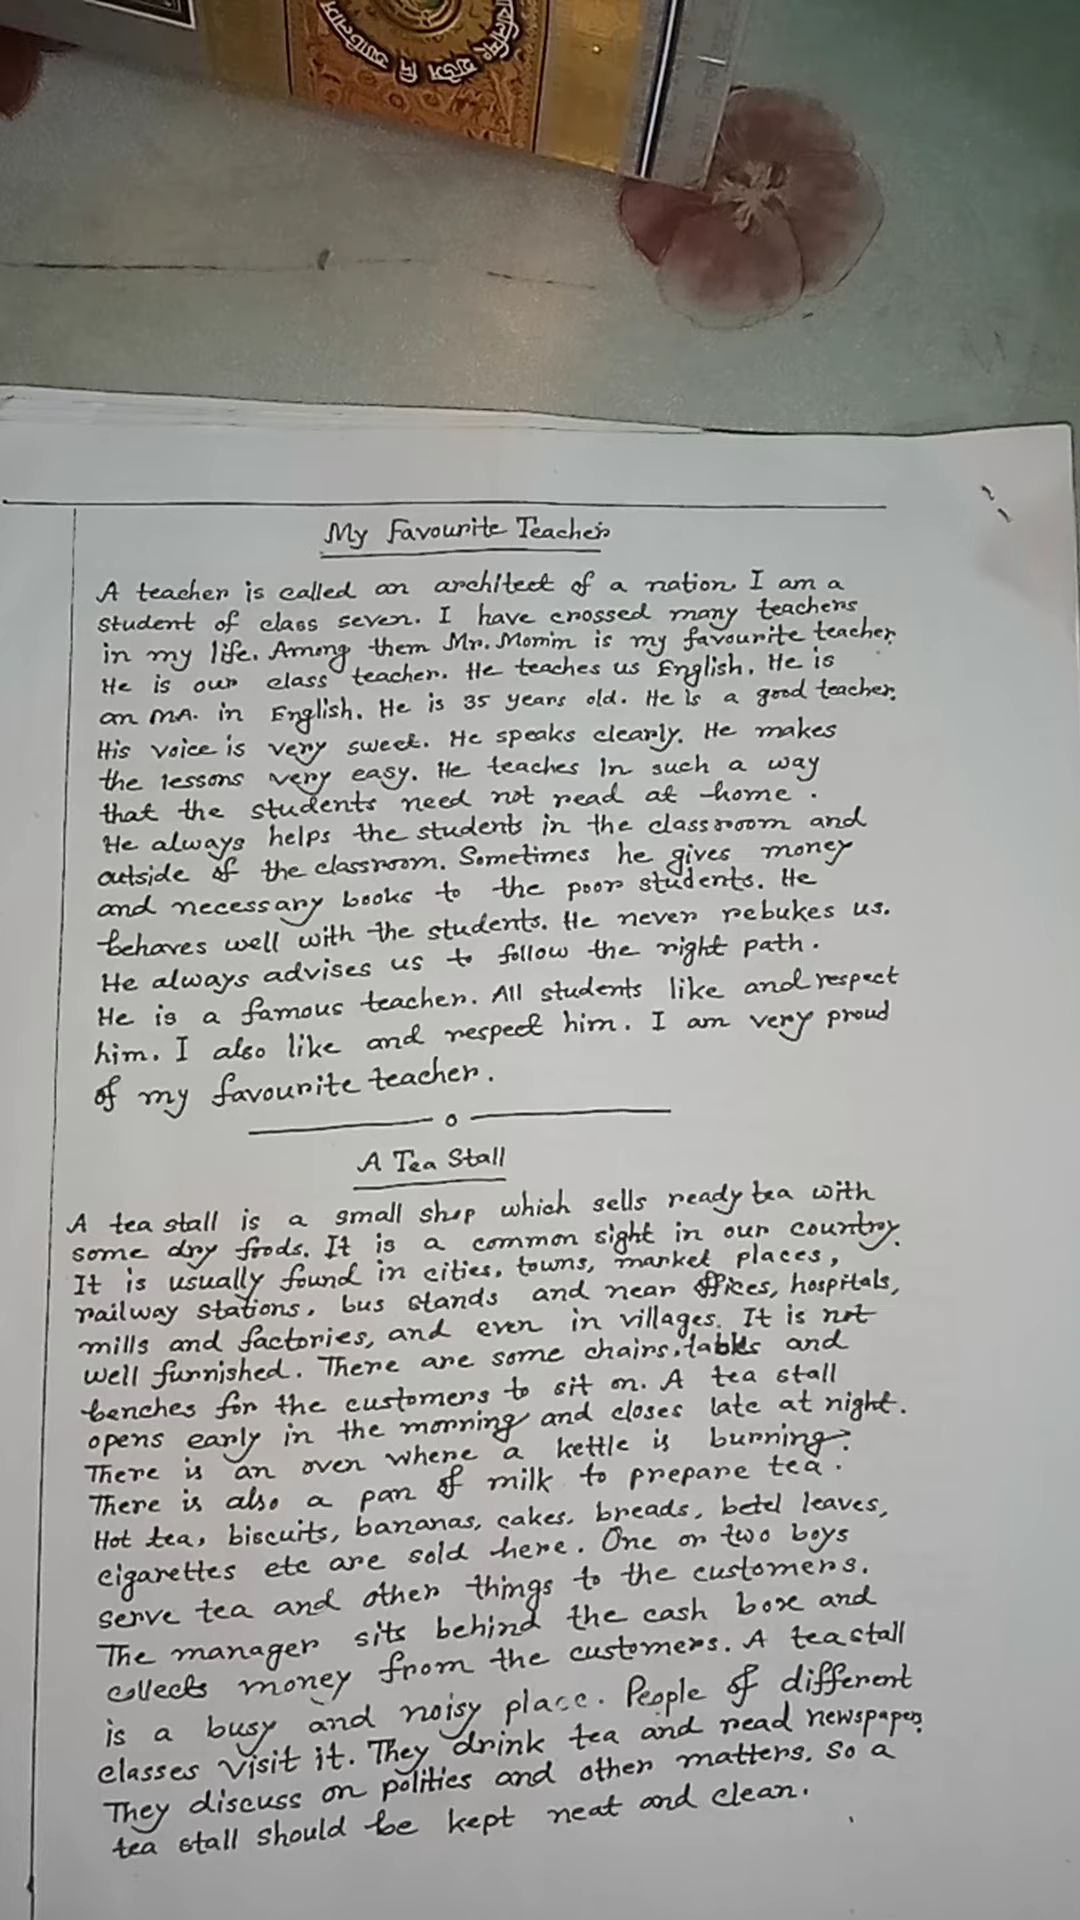 My Favourite Teacher
A teacher is called an architect of a nation. I am a
student of class seven. I have crossed many teachers
in my life. Among them Mr. Momin is my favourite teacher.
He is our class teacher. He teaches us English. He is
an MA. in English. He is 35 years old. He is a good teacher.
His voice is very sweet. He speaks clearly. He makes
the lessons very easy. He teaches In such a way
that the students need not read at home.
He always helps the students in the classroom and
outside of the classroom. Sometimes he gives money
and necessary books to the poor students. He
behaves well with the students. He never rebukes us.
He always advises us to follow the right path.
He is a famous teacher. All students like and respect
him. I also like and respect him. I am very proud
of my favourite teacher.
A Tea Stall
A tea stall is a small shop which sells ready tea with
some dry foods. It is a common sight in our country.
It is usually found in cities, towns, market places,
railway stations, bus stands and near offices, hospitals,
mills and factories, and even in villages. It is not
well furnished. There are some chairs, tables and
benches for the customers to sit on. A tea stall
opens early in the morning and closes late at night.
There is an oven where a kettle is burning.
There is also a pan of milk to prepare tea.
Hot tea, biscuits, bananas, cakes, breads, betel leaves,
cigarettes etc are sold here. One or two boys
serve tea and other things to the customers.
The manager sits behind the cash box and
collects money from the customers. A tea stall
is a busy and noisy place. People of different
classes visit it. They drink tea and read newspapers.
They discuss on polities and other matters. So a
tea stall should be kept neat and clean.